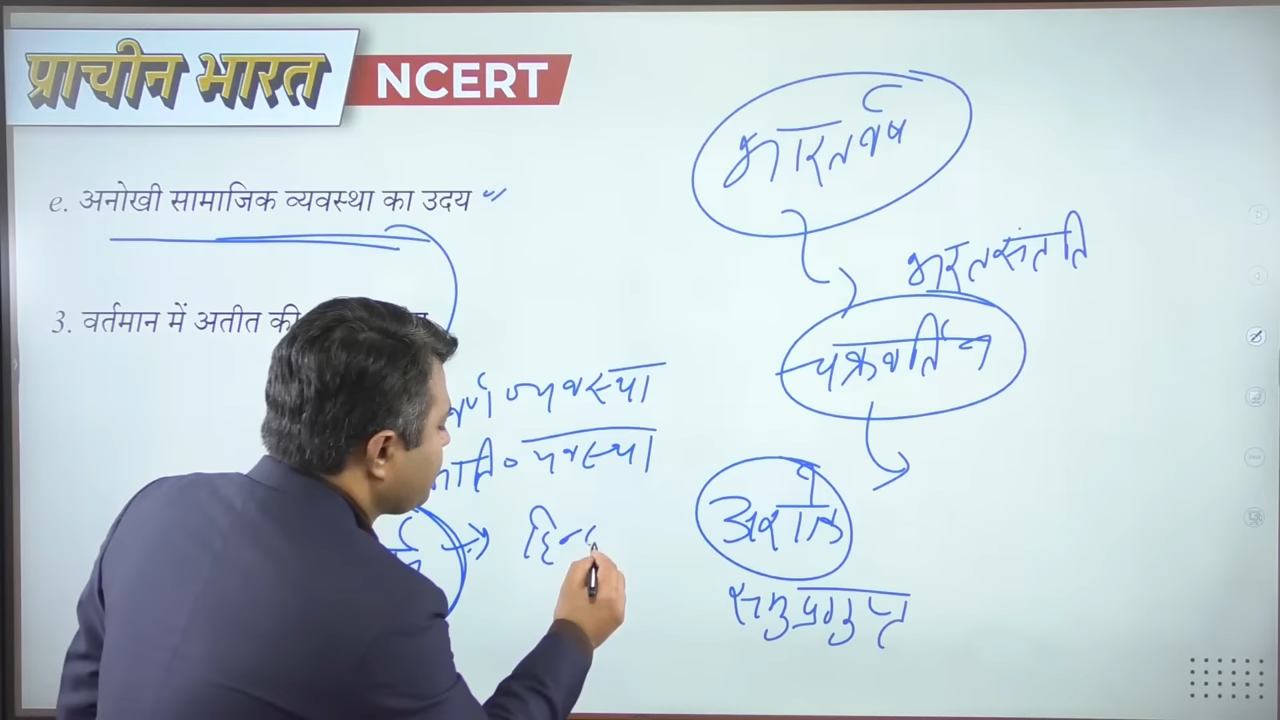 प्राचीन भारत NCERT
e. अनोखी सामाजिक व्यवस्था का उदय
3. वर्तमान में अतीत की
वर्ण व्यवस्था
व्यवस्था
भारतवर्ष
भरतसंतति
चक्रवर्तिन
अशोक
समुद्रगुप्त